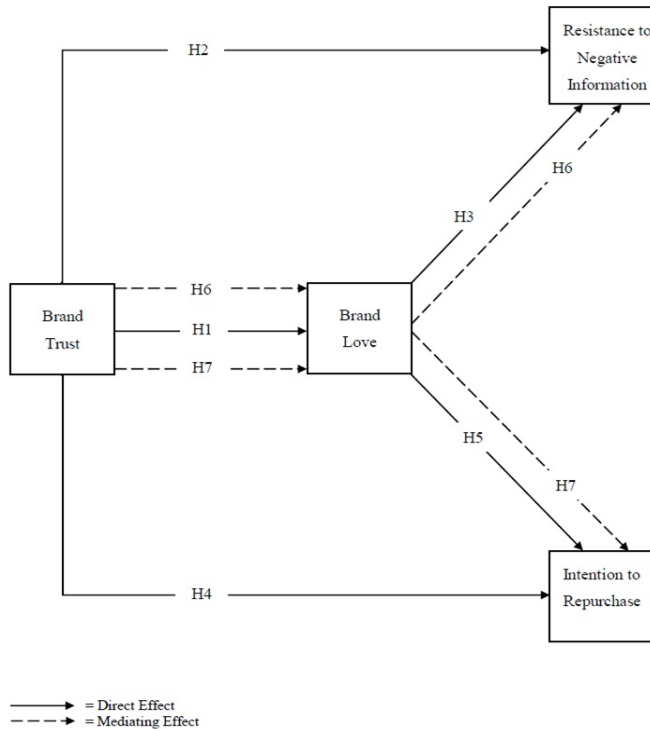 Resistance to
Negative
Information
H2
H6
H3
H6
Brand
Trust
H1
Brand
Love
H7
H5
H7
Intention to
Repurchase
H4
= Direct Effect
= Mediating Effect